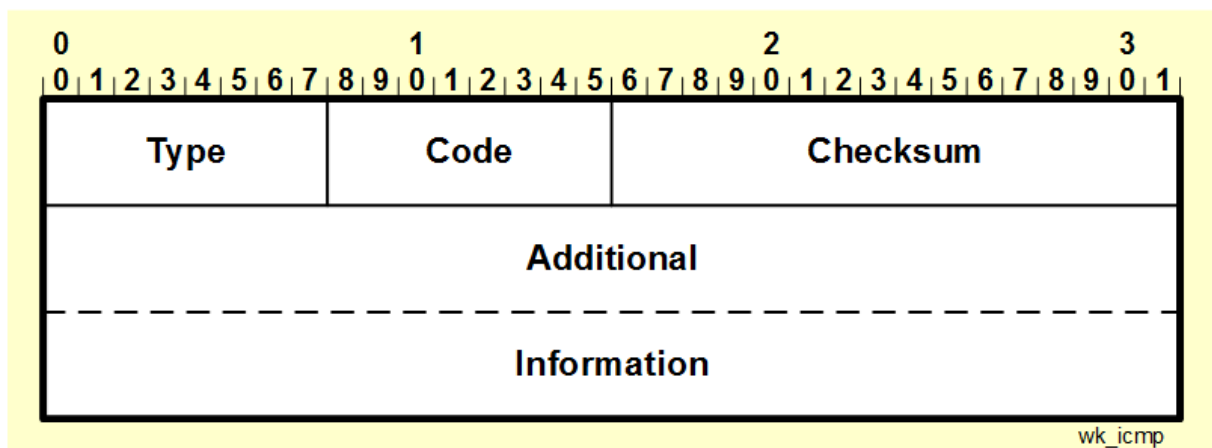 0 1 2 3
0 1 2 3 4 5 6 7 8 9 0 1 2 3 4 5 6 7 8 9 0 1 2 3 4 5 6 7 8 9 0 1
Type Code Checksum
Additional
Information
wk_icmp